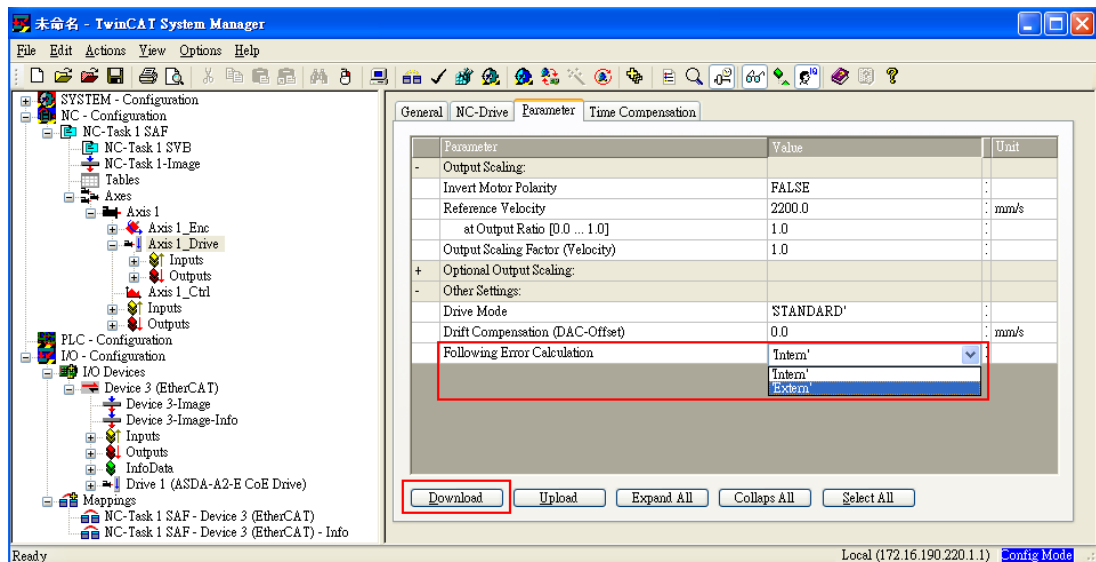 未命名 - TwinCAT System Manager
File Edit Actions View Options Help
SYSTEM - Configuration
NC - Configuration
NC-Task 1 SAF
NC-Task 1 SVB
NC-Task 1-Image
Tables
Axes
Axis 1
Axis 1_Enc
Axis 1_Drive
Inputs
Outputs
Axis 1_Ctrl
Inputs
Outputs
PLC - Configuration
I/O - Configuration
I/O Devices
Device 3 (EtherCAT)
Device 3-Image
Device 3-Image-Info
Inputs
Outputs
InfoData
Drive 1 (ASDA-A2-E CoE Drive)
Mappings
NC-Task 1 SAF - Device 3 (EtherCAT)
NC-Task 1 SAF - Device 3 (EtherCAT) - Info
General NC-Drive Parameter Time Compensation
Parameter Value Unit
- Output Scaling:
Invert Motor Polarity FALSE
Reference Velocity 2200.0 mm/s
at Output Ratio [0.0 ... 1.0] 1.0
Output Scaling Factor (Velocity) 1.0
+ Optional Output Scaling:
- Other Settings:
Drive Mode 'STANDARD'
Drift Compensation (DAC-Offset) 0.0 mm/s
Following Error Calculation 'Intern'
'Intern'
'Extern'
Download Upload Expand All Collaps All Select All
Ready Local (172.16.190.220.1.1) Config Mode